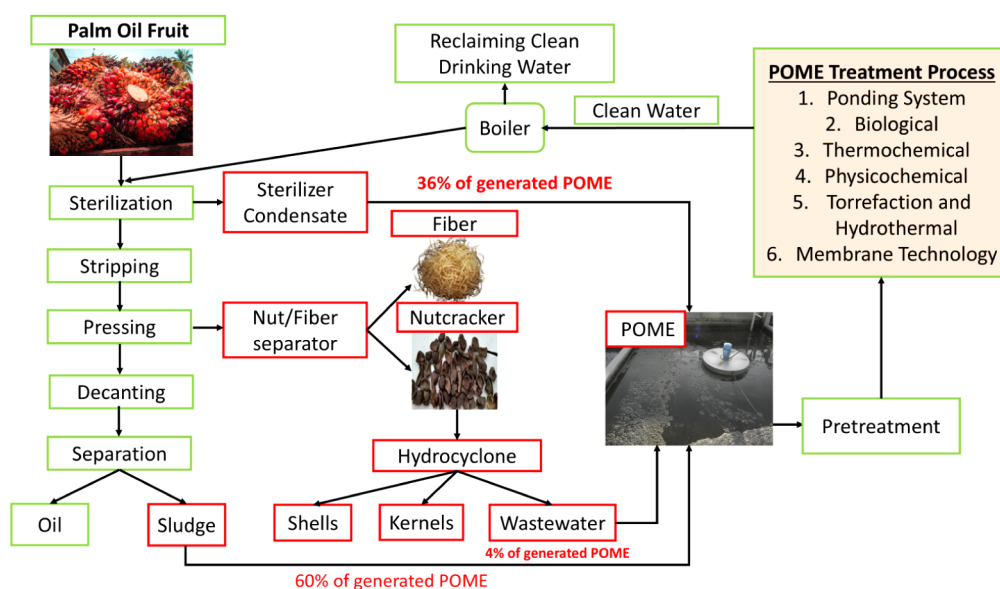 Palm Oil Fruit
Reclaiming Clean
Drinking Water
Boiler
Clean Water
POME Treatment Process
1. Ponding System
2. Biological
3. Thermochemical
4. Physicochemical
5. Torrefaction and
Hydrothermal
6. Membrane Technology
Sterilization
Sterilizer
Condensate
36% of generated POME
Fiber
Stripping
Pressing
Nut/Fiber
separator
Nutcracker
POME
Decanting
Pretreatment
Separation
Hydrocyclone
Oil
Sludge
Shells
Kernels
Wastewater
4% of generated POME
60% of generated POME